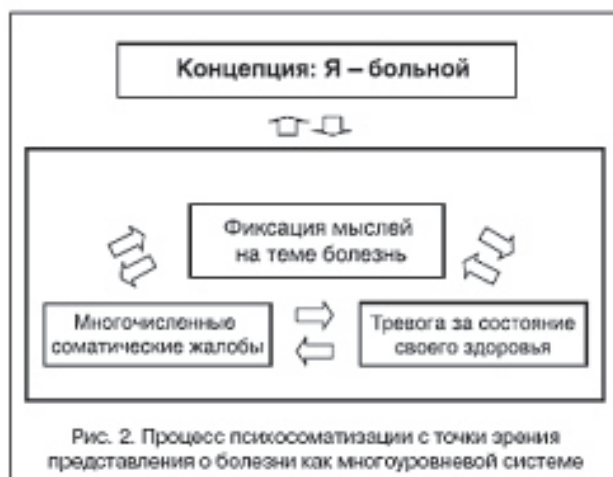 Концепция: Я – больной
Фиксация мыслей
на теме болезнь
Многочисленные
соматические жалобы
Тревога за состояние
своего здоровья
Рис. 2. Процесс психосоматизации с точки зрения
представления о болезни как многоуровневой системе